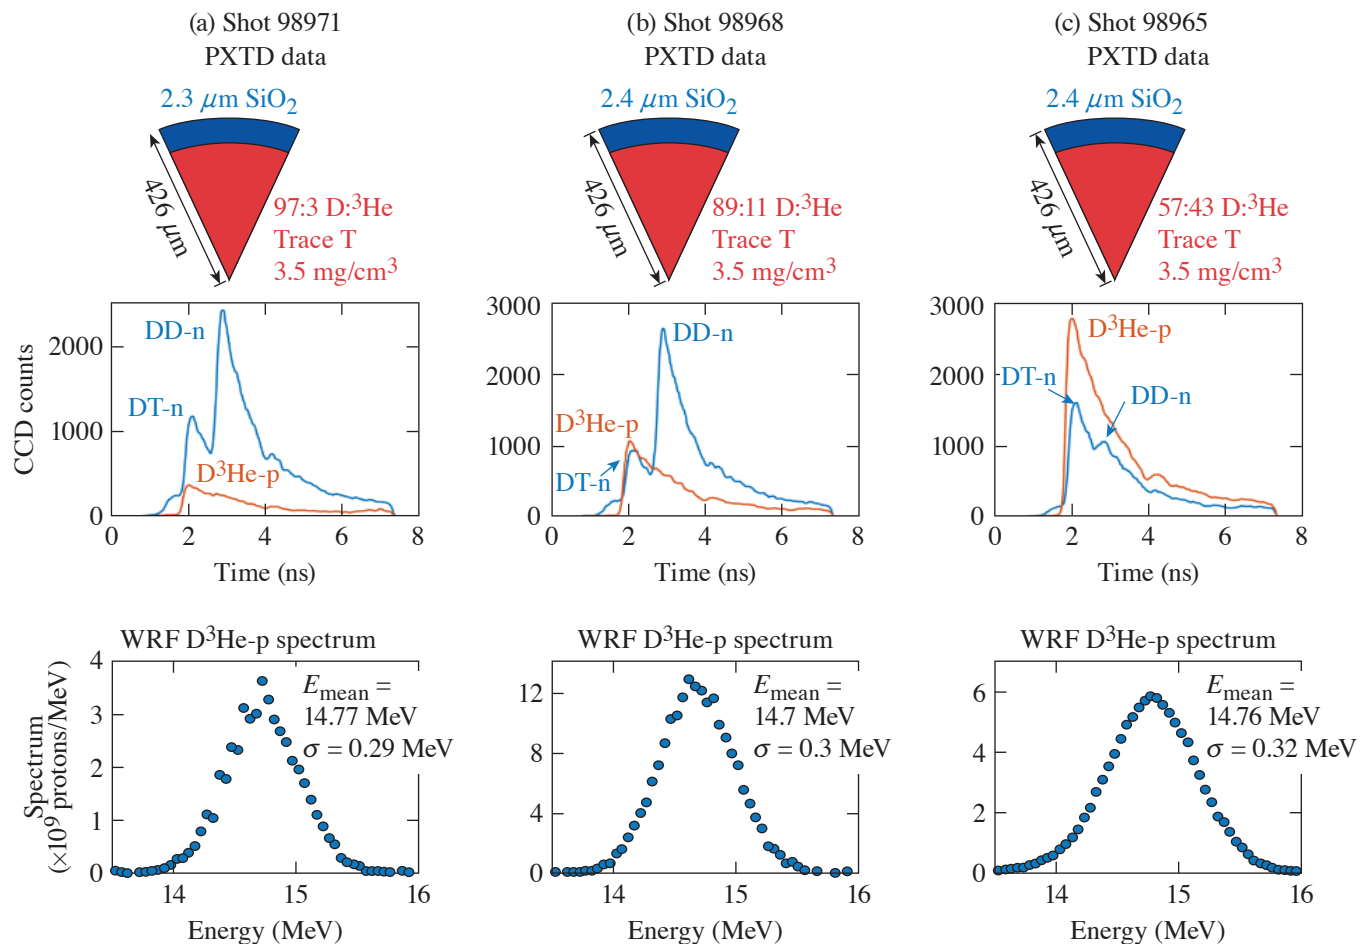 (a) Shot 98971
PXTD data
2.3 μm SiO2
426 μm
97:3 D:3He
Trace T
3.5 mg/cm3
CCD counts
2000
1000
0
DD-n
DT-n
D3He-p
0 2 4 6 8
Time (ns)
(b) Shot 98968
PXTD data
2.4 μm SiO2
426 μm
89:11 D:3He
Trace T
3.5 mg/cm3
3000
2000
1000
0
DD-n
D3He-p
DT-n
0 2 4 6 8
Time (ns)
(c) Shot 98965
PXTD data
2.4 μm SiO2
426 μm
57:43 D:3He
Trace T
3.5 mg/cm3
3000
2000
1000
0
D3He-p
DT-n
DD-n
0 2 4 6 8
Time (ns)
WRF D3He-p spectrum
Spectrum
(×109 protons/MeV)
4
3
2
1
0
Emean =
14.77 MeV
σ = 0.29 MeV
14 15 16
Energy (MeV)
WRF D3He-p spectrum
12
8
4
0
Emean =
14.7 MeV
σ = 0.3 MeV
14 15 16
Energy (MeV)
WRF D3He-p spectrum
6
4
2
0
Emean =
14.76 MeV
σ = 0.32 MeV
14 15 16
Energy (MeV)